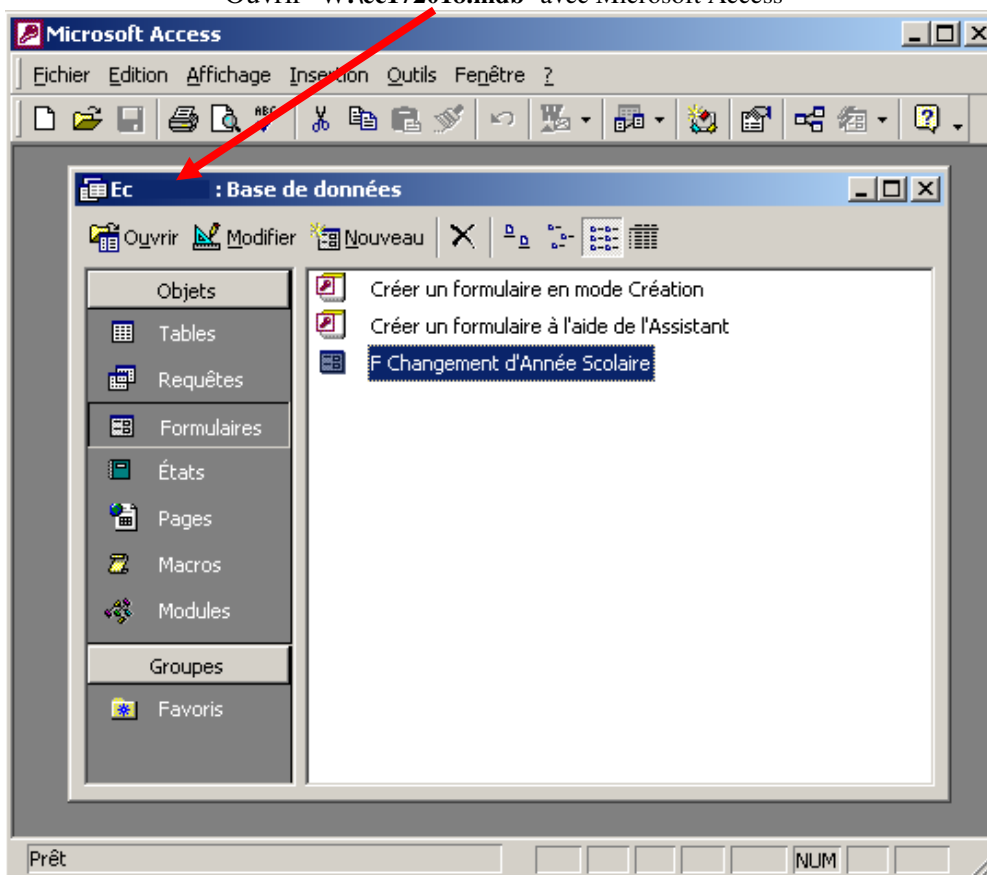 Microsoft Access
Fichier Edition Affichage Insertion Outils Fenêtre ?
Ec : Base de données
Ouvrir Modifier Nouveau
Objets
Tables
Requêtes
Formulaires
États
Pages
Macros
Modules
Groupes
Favoris
Créer un formulaire en mode Création
Créer un formulaire à l'aide de l'Assistant
F Changement d'Année Scolaire
Prêt
NUM